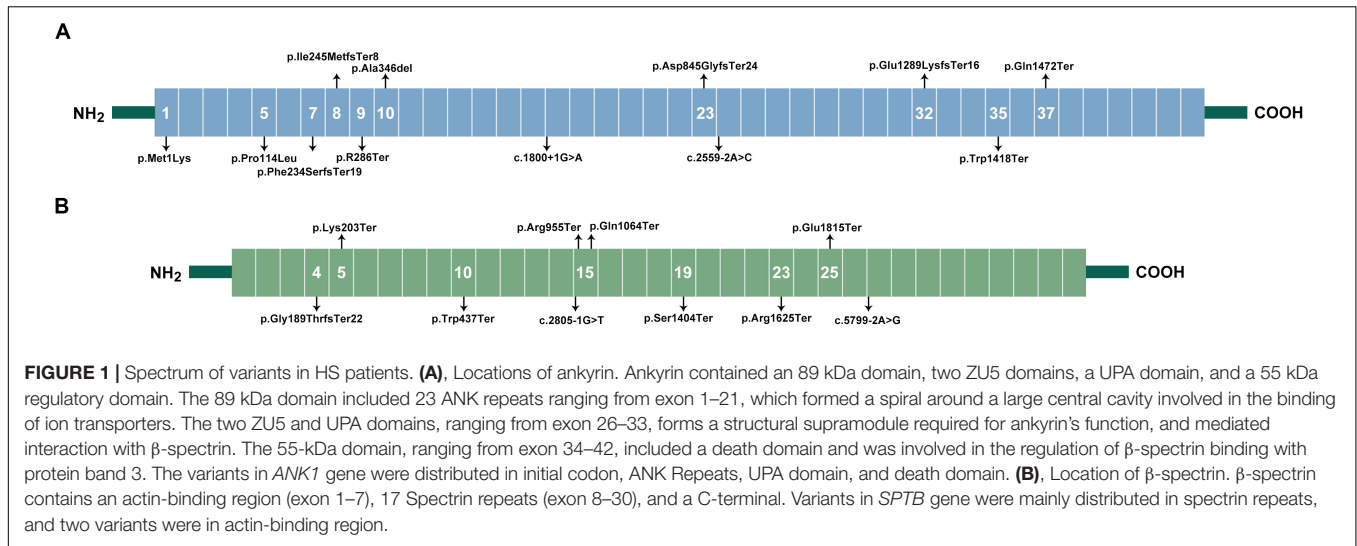 A
p.Ile245MetfsTer8
p.Ala346del
p.Asp845GlyfsTer24
p.Glu1289LysfsTer16
p.Gln1472Ter
NH2
1 5 7 8 9 10 23 32 35 37
COOH
p.Met1Lys
p.Pro114Leu
p.R286Ter
c.1800+1G>A
c.2559-2A>C
p.Trp1418Ter
p.Phe234SerfsTer19
B
p.Lys203Ter
p.Arg955Ter
p.Gln1064Ter
p.Glu1815Ter
NH2
4 5 10 15 19 23 25
COOH
p.Gly189ThrfsTer22
p.Trp437Ter
c.2805-1G>T
p.Ser1404Ter
p.Arg1625Ter
c.5799-2A>G
FIGURE 1 | Spectrum of variants in HS patients. (A), Locations of ankyrin. Ankyrin contained an 89 kDa domain, two ZU5 domains, a UPA domain, and a 55 kDa
regulatory domain. The 89 kDa domain included 23 ANK repeats ranging from exon 1–21, which formed a spiral around a large central cavity involved in the binding
of ion transporters. The two ZU5 and UPA domains, ranging from exon 26–33, forms a structural supramodule required for ankyrin's function, and mediated
interaction with β-spectrin. The 55-kDa domain, ranging from exon 34–42, included a death domain and was involved in the regulation of β-spectrin binding with
protein band 3. The variants in ANK1 gene were distributed in initial codon, ANK Repeats, UPA domain, and death domain. (B), Location of β-spectrin. β-spectrin
contains an actin-binding region (exon 1–7), 17 Spectrin repeats (exon 8–30), and a C-terminal. Variants in SPTB gene were mainly distributed in spectrin repeats,
and two variants were in actin-binding region.